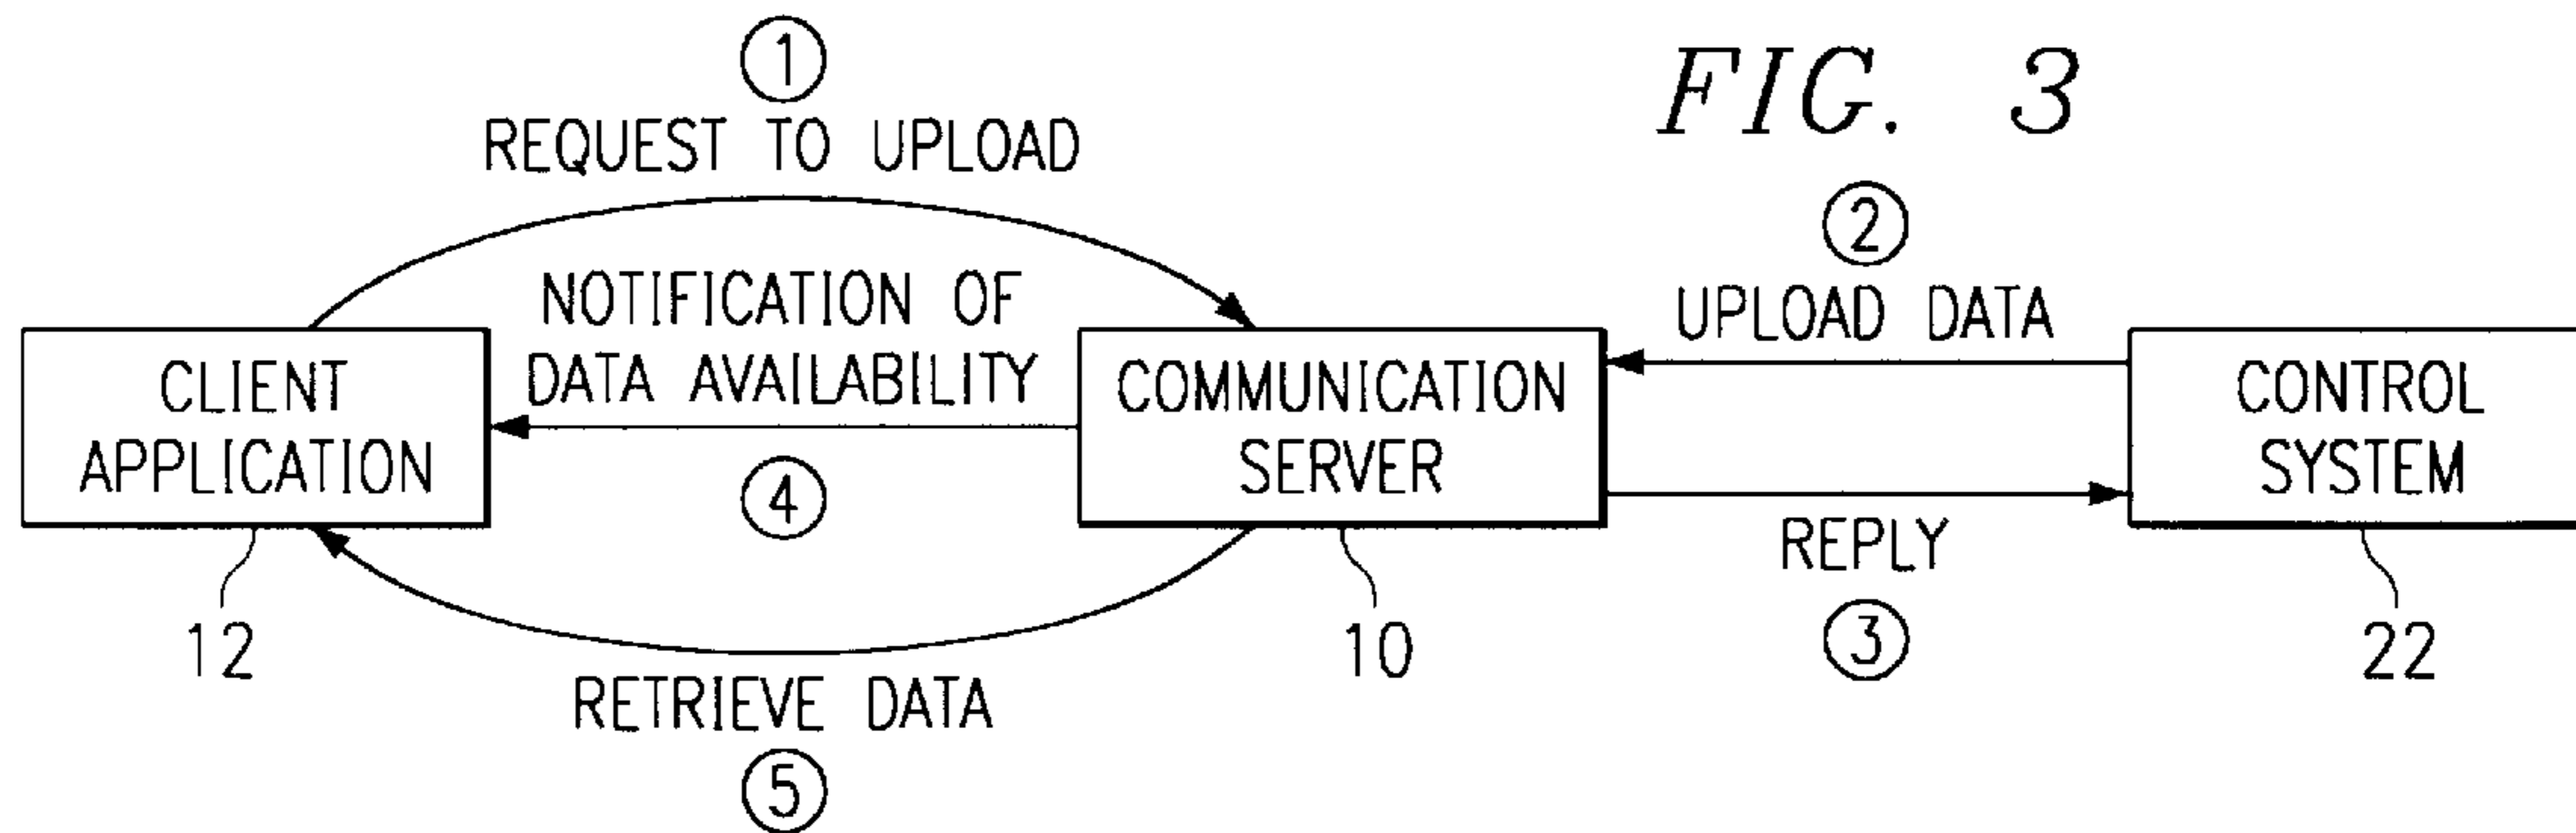 FIG. 3
1
REQUEST TO UPLOAD
2
UPLOAD DATA
NOTIFICATION OF
DATA AVAILABILITY
4
CLIENT
APPLICATION
12
COMMUNICATION
SERVER
10
CONTROL
SYSTEM
22
REPLY
3
RETRIEVE DATA
5